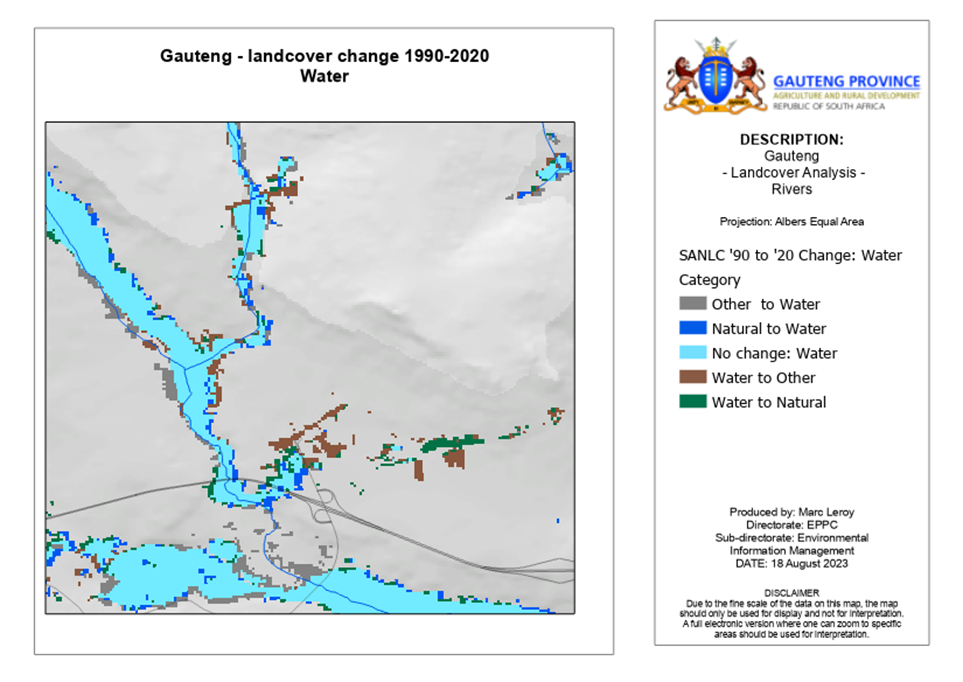 Gauteng - landcover change 1990-2020
Water
GAUTENG PROVINCE
AGRICULTURE AND RURAL DEVELOPMENT
REPUBLIC OF SOUTH AFRICA
DESCRIPTION:
Gauteng
- Landcover Analysis -
Rivers
Projection: Albers Equal Area
SANLC '90 to '20 Change: Water
Category
Other to Water
Natural to Water
No change: Water
Water to Other
Water to Natural
Produced by: Marc Leroy
Directorate: EPPC
Sub-directorate: Environmental
Information Management
DATE: 18 August 2023
DISCLAIMER
Due to the fine scale of the data on this map, the map
should only be used for display and not for interpretation.
A full electronic version where one can zoom to specific
areas should be used for interpretation.